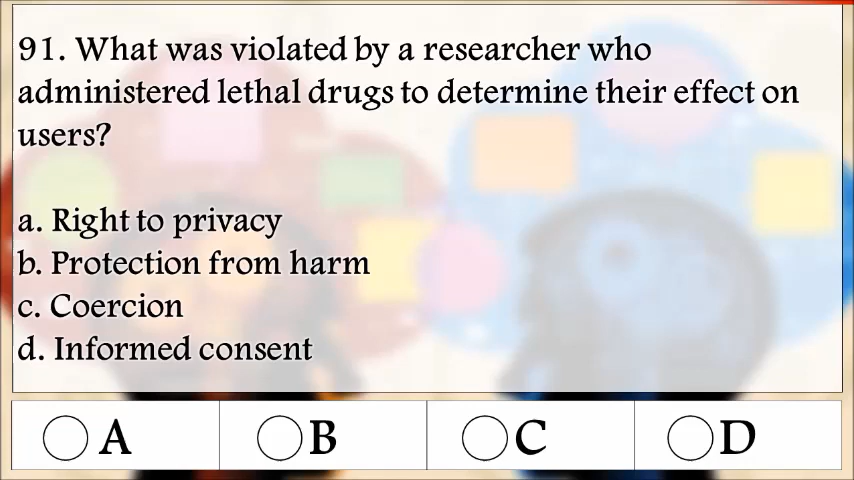 91. What was violated by a researcher who
administered lethal drugs to determine their effect on
users?
a. Right to privacy
b. Protection from harm
c. Coercion
d. Informed consent
A B C D